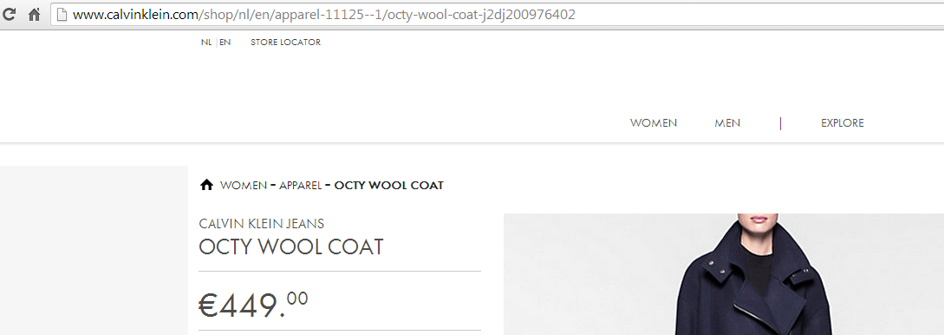 www.calvinklein.com/shop/nl/en/apparel-11125--1/octy-wool-coat-j2dj200976402
NL | EN STORE LOCATOR
WOMEN MEN | EXPLORE
WOMEN - APPAREL - OCTY WOOL COAT
CALVIN KLEIN JEANS
OCTY WOOL COAT
€449.00